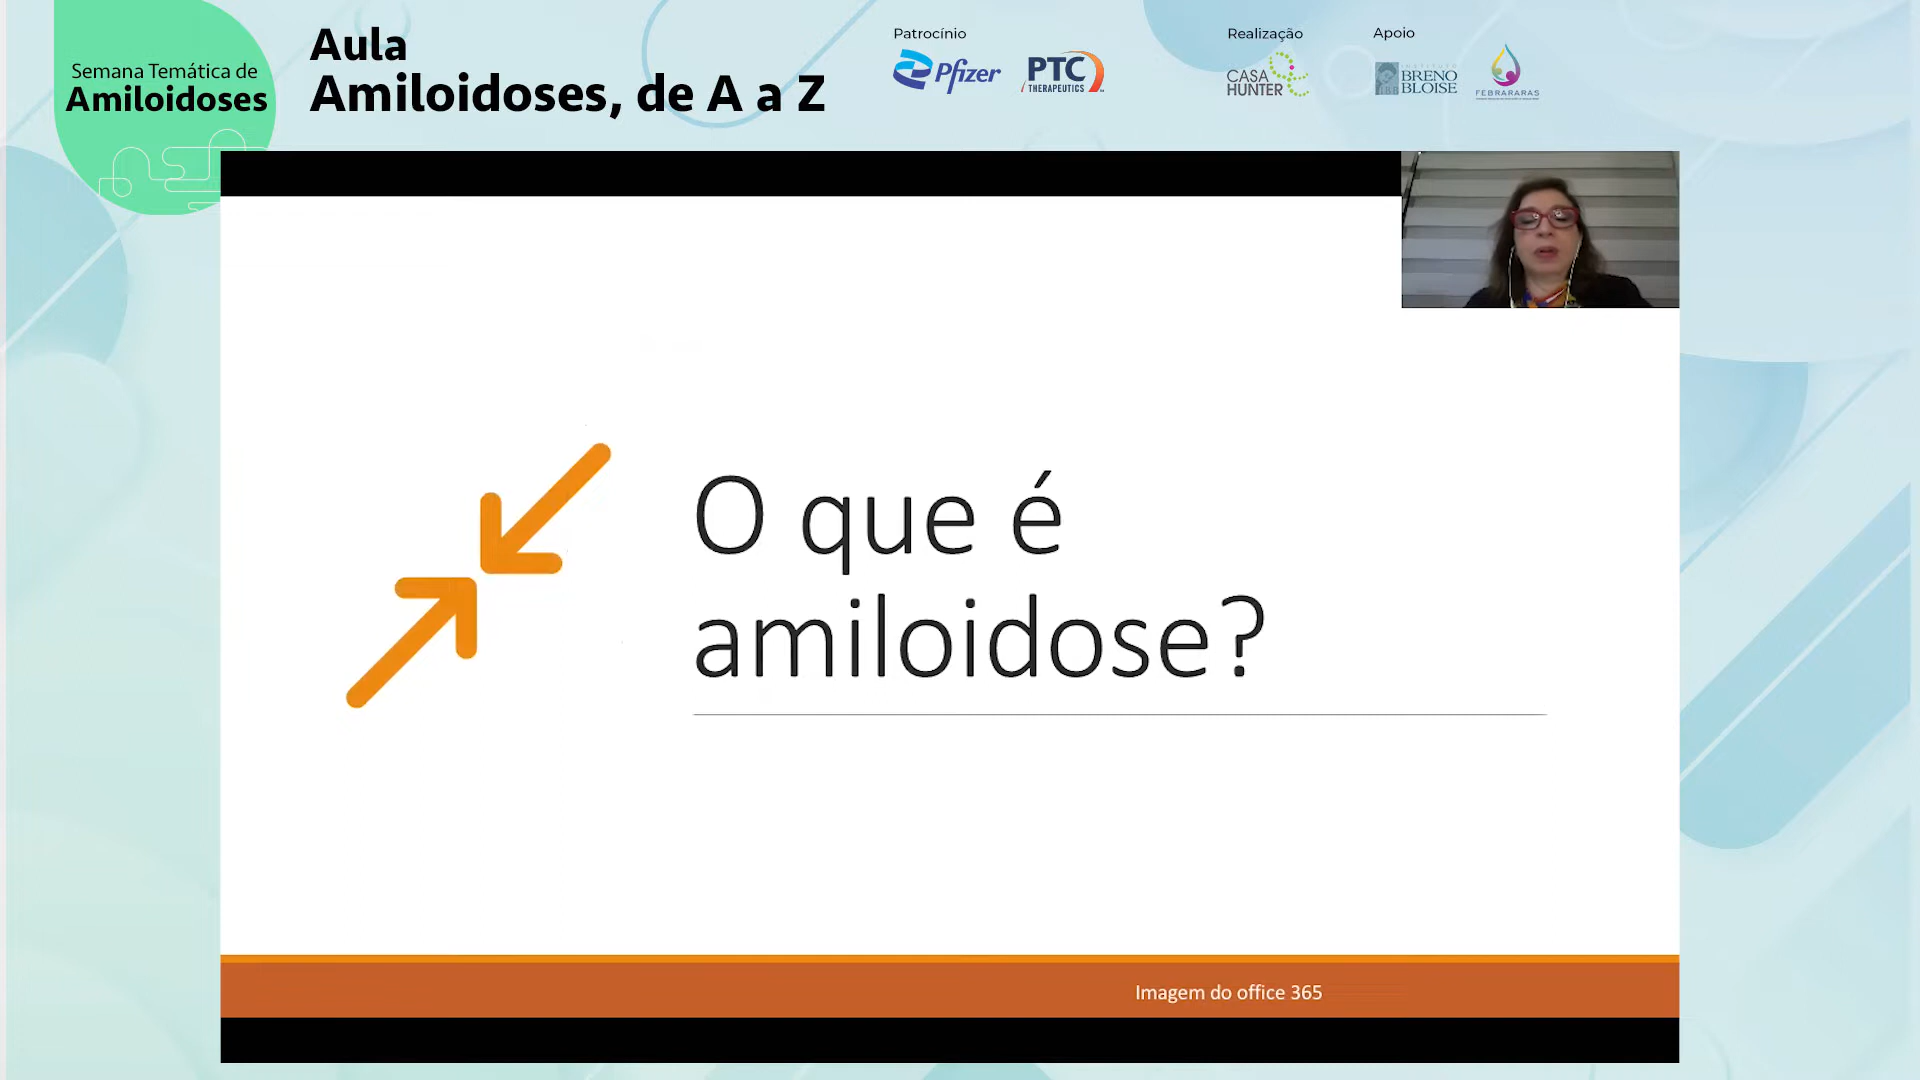 Semana Temática de
Amiloidoses
Aula
Amiloidoses, de A a Z
Patrocínio
Pfizer
PTC
THERAPEUTICS
Realização
CASA
HUNTER
Apoio
INSTITUTO
BRENO
BLOISE
FEBRARARAS
O que é
amiloidose?
Imagem do office 365